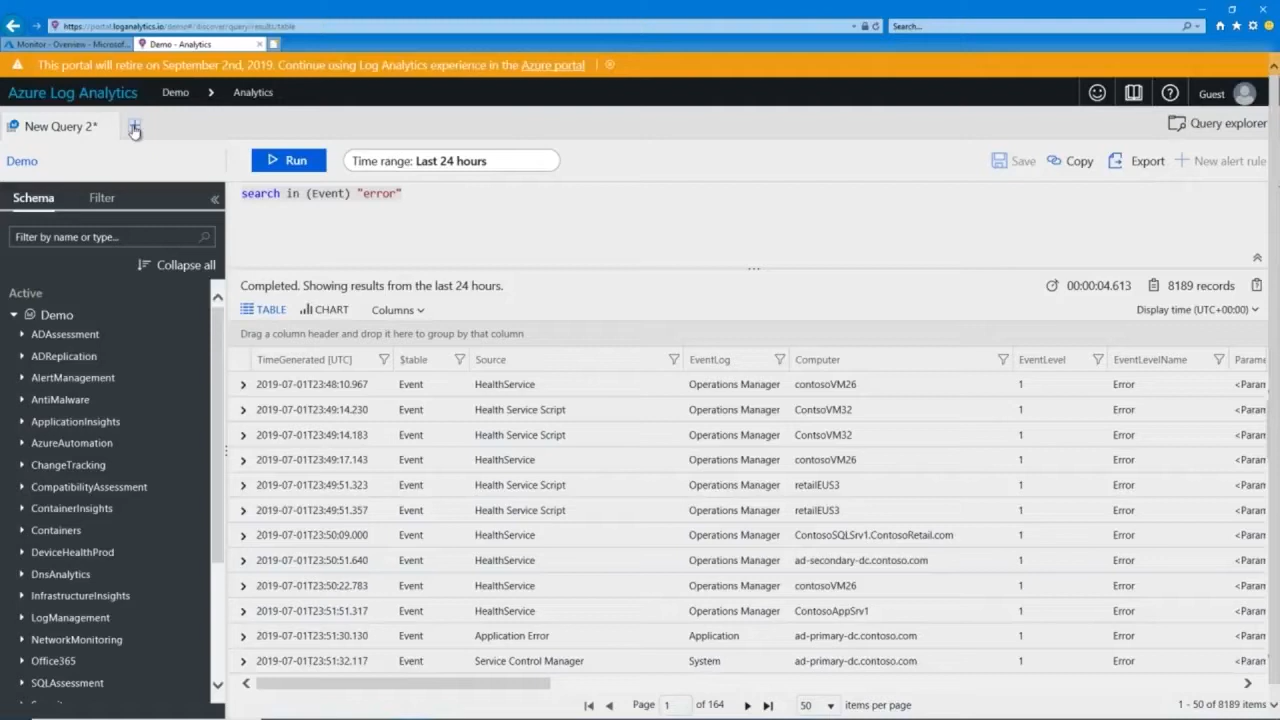 https://portal.loganalytics.io/demo#/discover/query/results/table
Search...
Monitor - Overview - Microsof...
Demo - Analytics
This portal will retire on September 2nd, 2019. Continue using Log Analytics experience in the Azure portal
Azure Log Analytics Demo Analytics Guest
New Query 2* Query explorer
Demo Run Time range: Last 24 hours Save Copy Export New alert rule
Schema Filter
search in (Event) "error"
Filter by name or type...
Collapse all
Completed. Showing results from the last 24 hours. 00:00:04.613 8189 records
TABLE CHART Columns Display time (UTC+00:00)
Drag a column header and drop it here to group by that column
Active
Demo
ADAssessment
ADReplication
AlertManagement
AntiMalware
ApplicationInsights
AzureAutomation
ChangeTracking
CompatibilityAssessment
ContainerInsights
Containers
DeviceHealthProd
DnsAnalytics
InfrastructureInsights
LogManagement
NetworkMonitoring
Office365
SQLAssessment
TimeGenerated [UTC] $table Source EventLog Computer EventLevel EventLevelName Parame
2019-07-01T23:48:10.967 Event HealthService Operations Manager contosoVM26 1 Error <Param
2019-07-01T23:49:14.230 Event Health Service Script Operations Manager ContsoVM32 1 Error <Param
2019-07-01T23:49:14.183 Event Health Service Script Operations Manager ContsoVM32 1 Error <Param
2019-07-01T23:49:17.143 Event HealthService Operations Manager contosoVM26 1 Error <Param
2019-07-01T23:49:51.323 Event Health Service Script Operations Manager retailEUS3 1 Error <Param
2019-07-01T23:49:51.357 Event Health Service Script Operations Manager retailEUS3 1 Error <Param
2019-07-01T23:50:09.000 Event HealthService Operations Manager ContosoSQLSrv1.ContosoRetail.com 1 Error <Param
2019-07-01T23:50:51.640 Event HealthService Operations Manager ad-secondary-dc.contoso.com 1 Error <Param
2019-07-01T23:50:22.783 Event HealthService Operations Manager contosoVM26 1 Error <Param
2019-07-01T23:51:51.317 Event HealthService Operations Manager ContosoAppSrv1 1 Error <Param
2019-07-01T23:51:30.130 Event Application Error Application ad-primary-dc.contoso.com 1 Error <Param
2019-07-01T23:51:32.117 Event Service Control Manager System ad-primary-dc.contoso.com 1 Error <Param
Page 1 of 164 50 items per page 1 - 50 of 8189 items